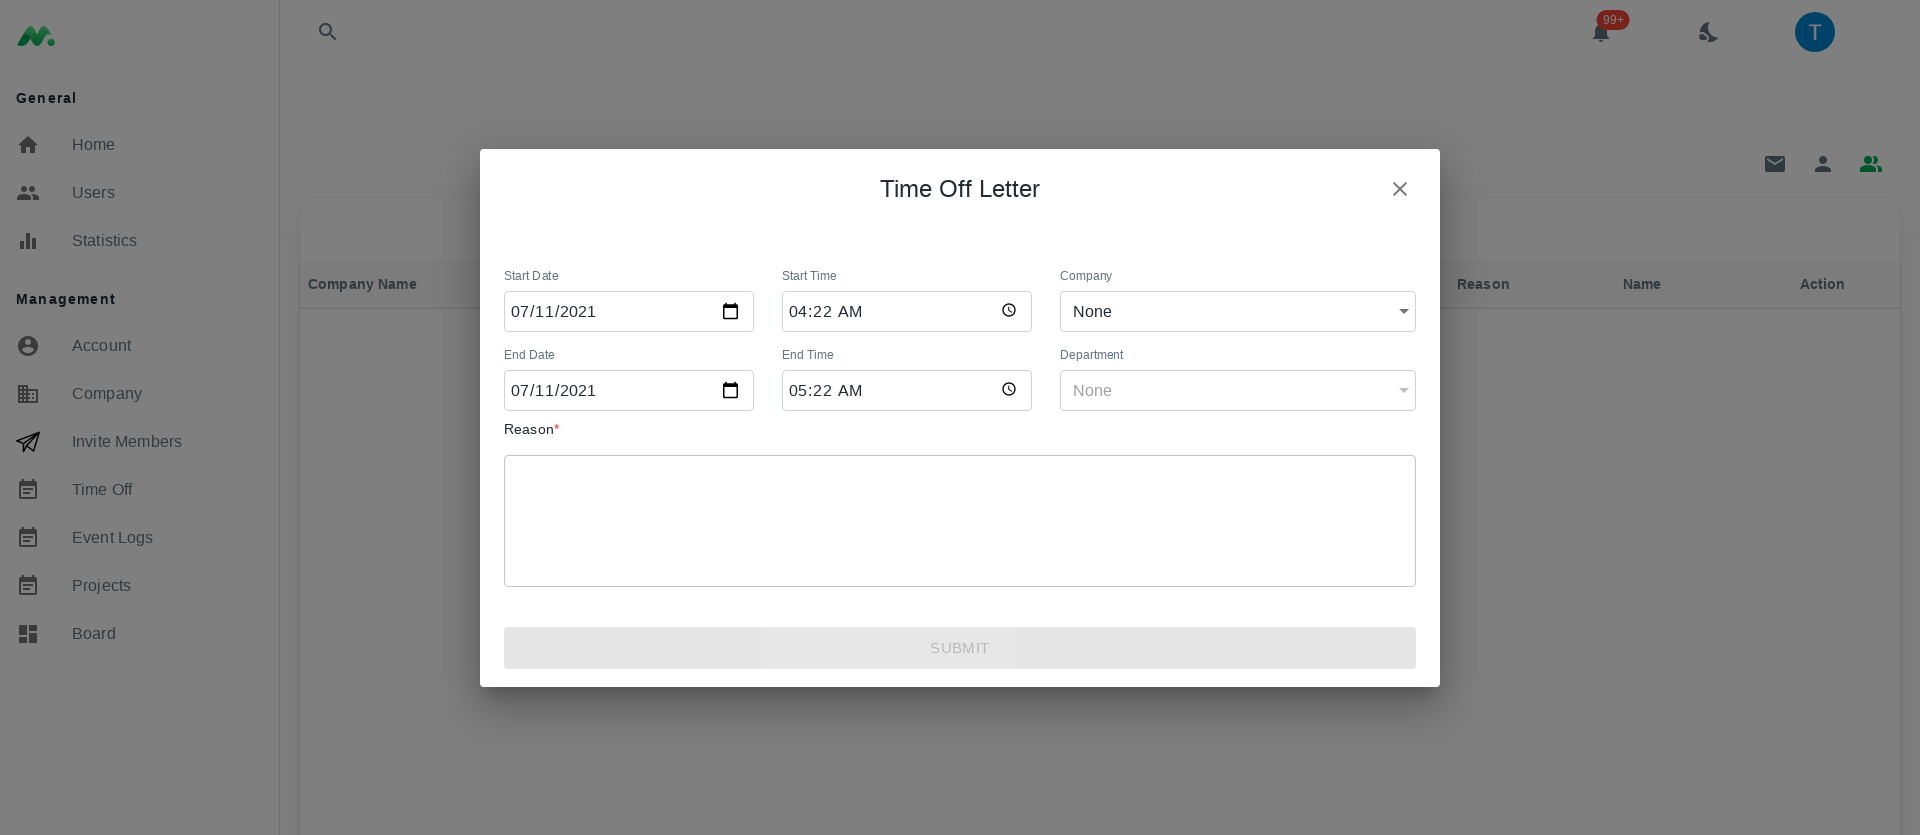 99+
T
General
Home
Users
Statistics
Management
Account
Company
Invite Members
Time Off
Event Logs
Projects
Board
Company Name
Reason
Name
Action
Time Off Letter
Start Date
Start Time
Company
07/11/2021
04:22 AM
None
End Date
End Time
Department
07/11/2021
05:22 AM
None
Reason*
SUBMIT